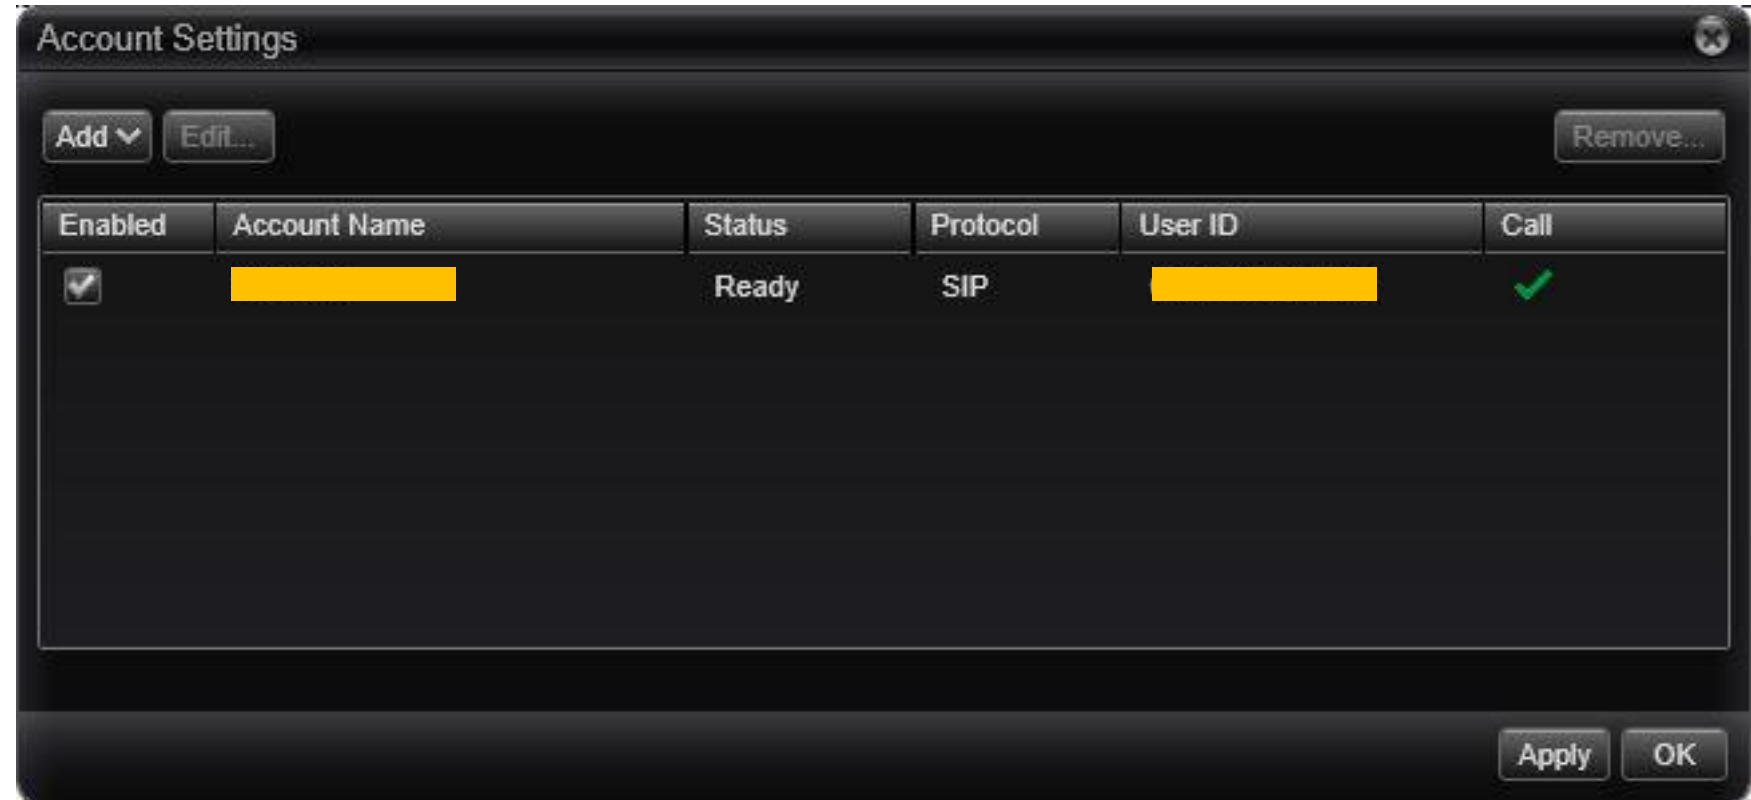 Account Settings
Add Edit... Remove...
Enabled Account Name Status Protocol User ID Call
Ready SIP
Apply OK